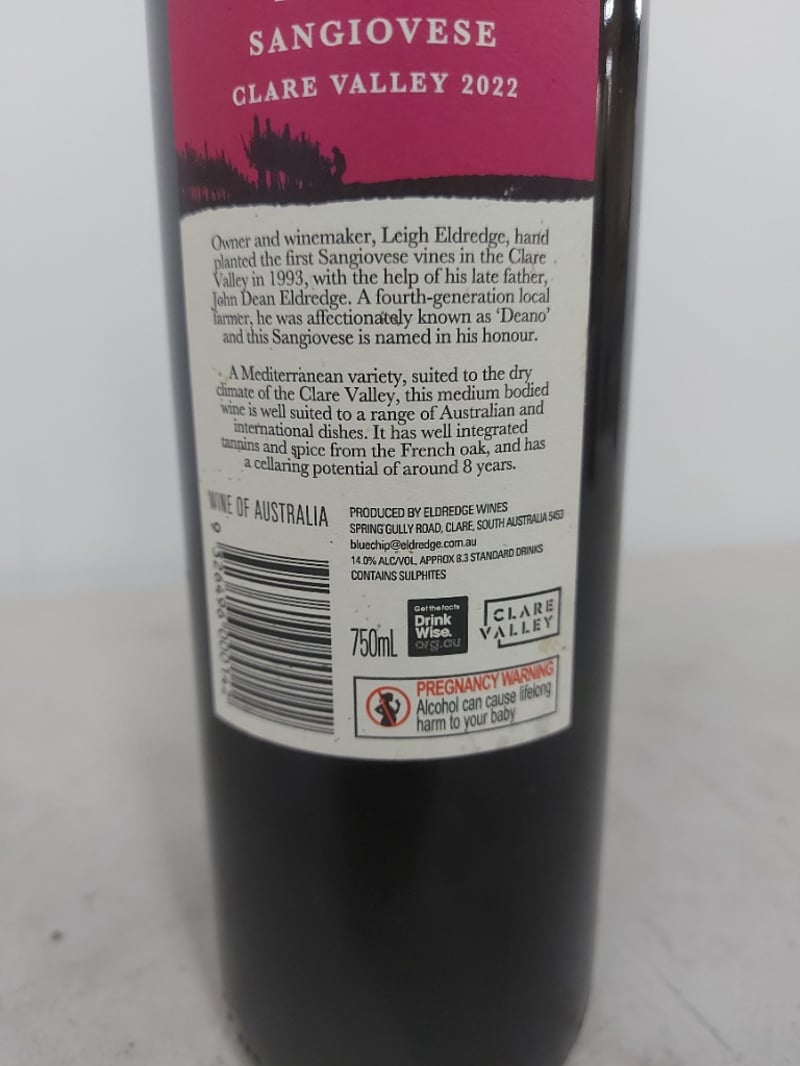 SANGIOVESE
CLARE VALLEY 2022
Owner and winemaker, Leigh Eldredge, hand
planted the first Sangiovese vines in the Clare
Valley in 1993, with the help of his late father,
John Dean Eldredge. A fourth-generation local
farmer, he was affectionately known as ‘Deano’
and this Sangiovese is named in his honour.
A Mediterranean variety, suited to the dry
climate of the Clare Valley, this medium bodied
wine is well suited to a range of Australian and
international dishes. It has well integrated
tannins and spice from the French oak, and has
a cellaring potential of around 8 years.
WINE OF AUSTRALIA
PRODUCED BY ELDREDGE WINES
SPRING GULLY ROAD, CLARE, SOUTH AUSTRALIA 5453
bluechip@eldredge.com.au
14.0% ALC/VOL, APPROX 8.3 STANDARD DRINKS
CONTAINS SULPHITES
750mL
Get the facts
Drink
Wise.
org.au
CLARE
VALLEY
PREGNANCY WARNING
Alcohol can cause lifelong
harm to your baby